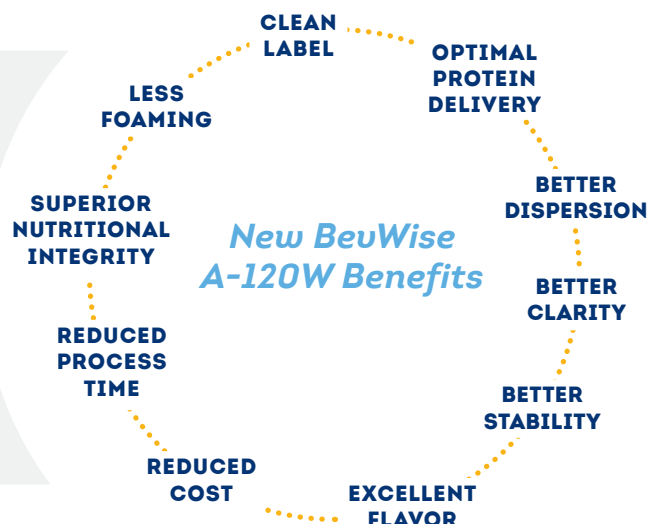 CLEAN
LABEL
OPTIMAL
PROTEIN
DELIVERY
BETTER
DISPERSION
BETTER
CLARITY
BETTER
STABILITY
EXCELLENT
FLAVOR
REDUCED
COST
REDUCED
PROCESS
TIME
SUPERIOR
NUTRITIONAL
INTEGRITY
LESS
FOAMING
New BevWise
A-120W Benefits